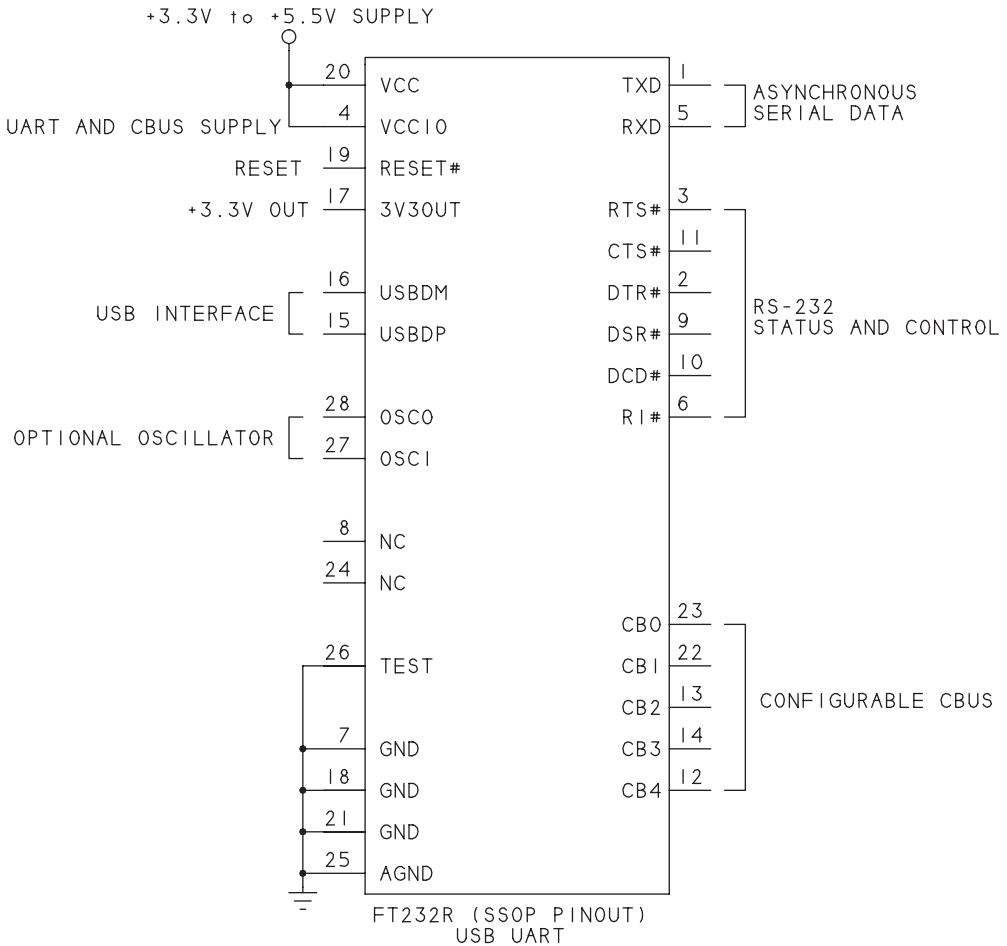 +3.3V to +5.5V SUPPLY
20 VCC
UART AND CBUS SUPPLY 4 VCCIO
RESET 19 RESET#
+3.3V OUT 17 3V3OUT
USB INTERFACE
16 USBDM
15 USBDP
OPTIONAL OSCILLATOR
28 OSCO
27 OSCI
8 NC
24 NC
26 TEST
7 GND
18 GND
21 GND
25 AGND
TXD 1
RXD 5
ASYNCHRONOUS
SERIAL DATA
RTS# 3
CTS# 11
DTR# 2
DSR# 9
DCD# 10
RI# 6
RS-232
STATUS AND CONTROL
CB0 23
CB1 22
CB2 13
CB3 14
CB4 12
CONFIGURABLE CBUS
FT232R (SSOP PINOUT)
USB UART